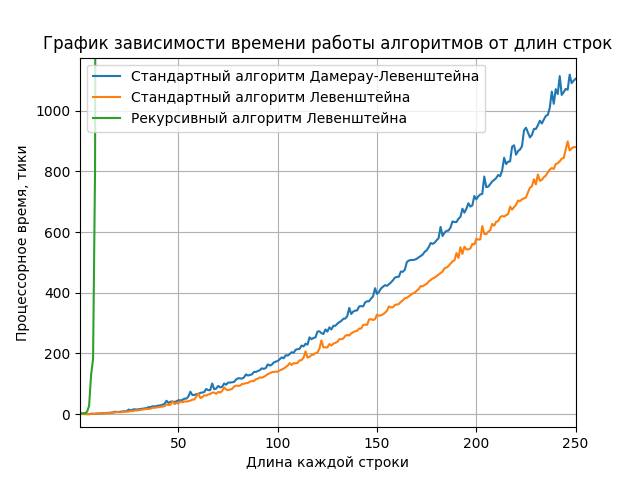 График зависимости времени работы алгоритмов от длин строк
Стандартный алгоритм Дамерау-Левенштейна
Стандартный алгоритм Левенштейна
Рекурсивный алгоритм Левенштейна
Процессорное время, тики
1000
800
600
400
200
0
50 100 150 200 250
Длина каждой строки